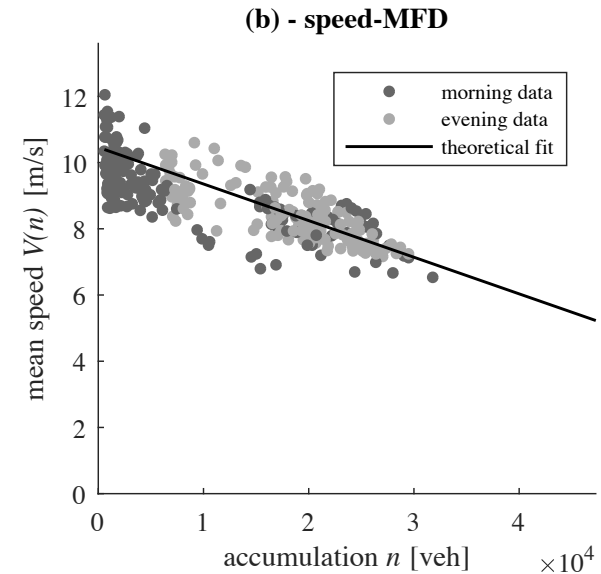 (b) - speed-MFD
morning data
evening data
theoretical fit
mean speed V(n) [m/s]
12
10
8
6
4
2
0
0 1 2 3 4
accumulation n [veh] ×10^4